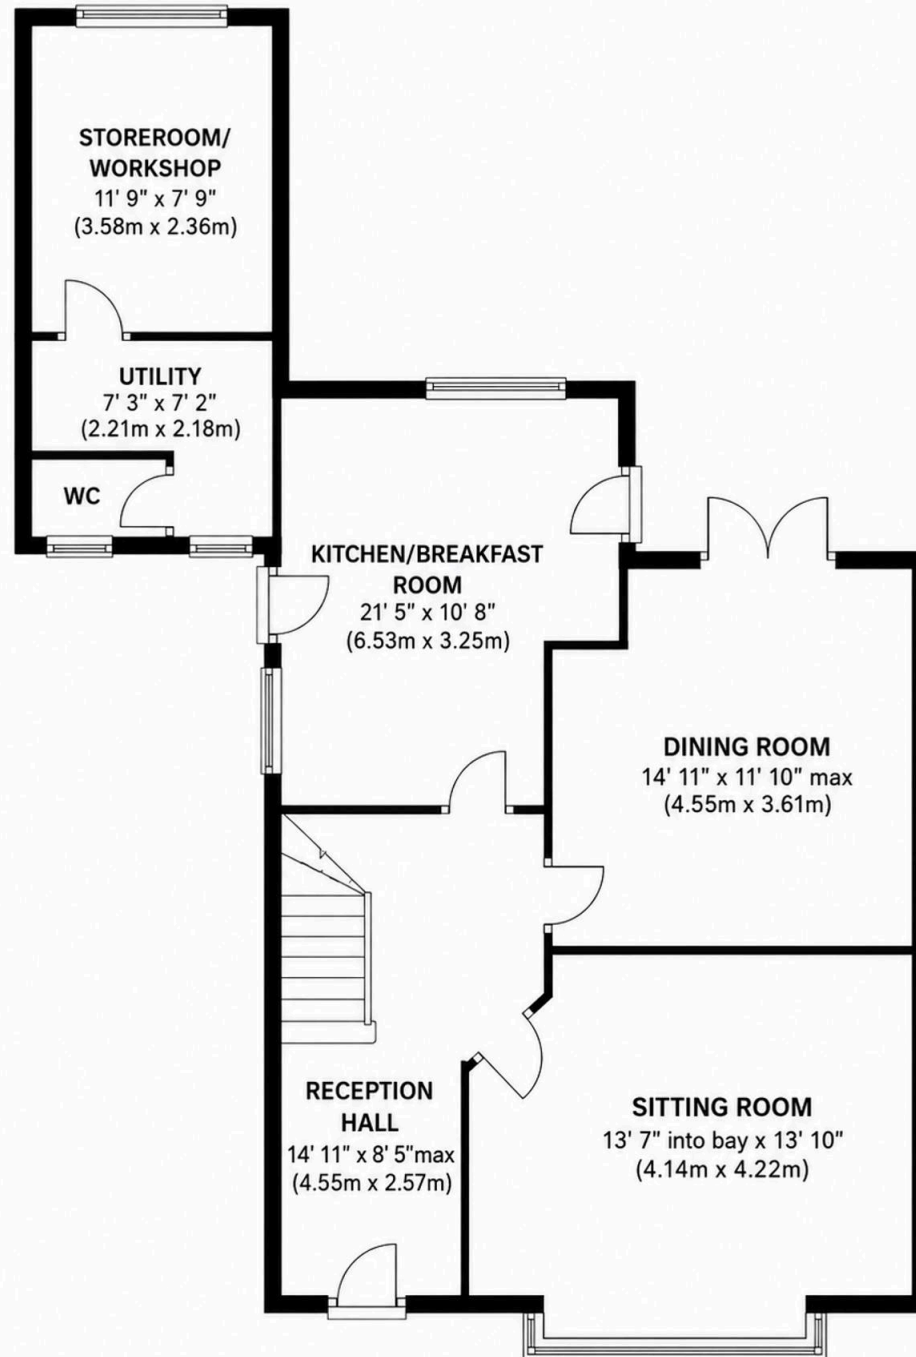 STOREROOM/
WORKSHOP
11' 9" x 7' 9"
(3.58m x 2.36m)
UTILITY
7' 3" x 7' 2"
(2.21m x 2.18m)
WC
KITCHEN/BREAKFAST
ROOM
21' 5" x 10' 8"
(6.53m x 3.25m)
DINING ROOM
14' 11" x 11' 10" max
(4.55m x 3.61m)
RECEPTION
HALL
14' 11" x 8' 5"max
(4.55m x 2.57m)
SITTING ROOM
13' 7" into bay x 13' 10"
(4.14m x 4.22m)